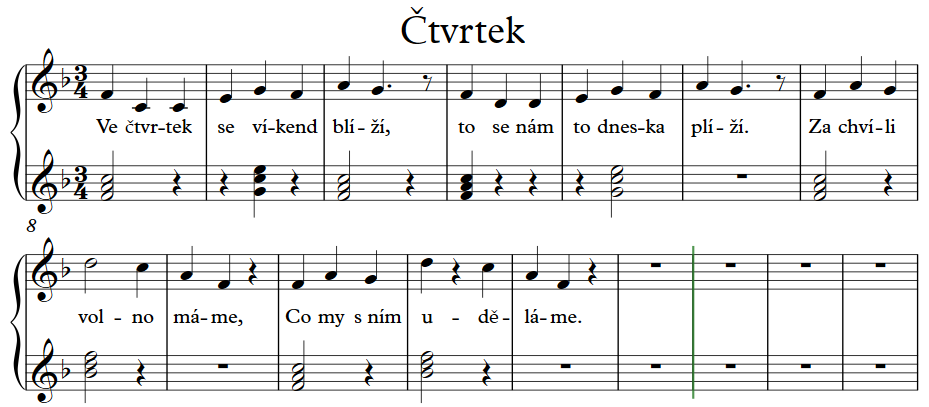 Čtvrtek
Ve čtvr-tek se ví-kend blí-ží, to se nám to dnes-ka plí-ží. Za chví-li
8
vol-no má-me, Co my s ním u-dě-lá-me.